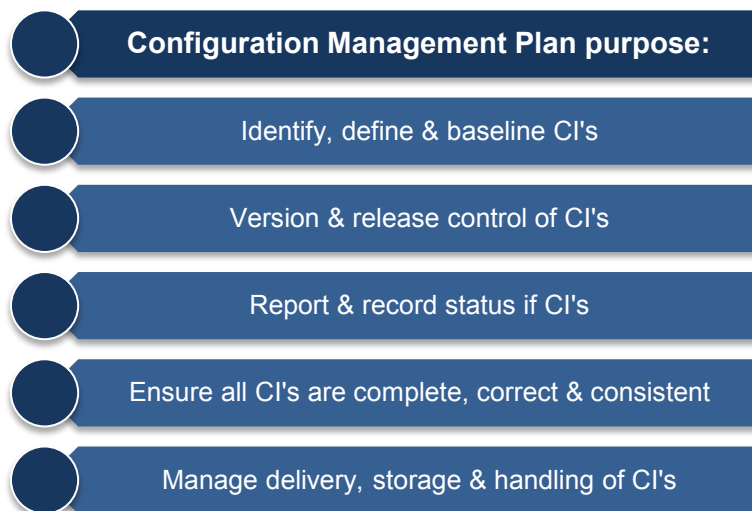 Configuration Management Plan purpose:
Identify, define & baseline CI's
Version & release control of CI's
Report & record status if CI's
Ensure all CI's are complete, correct & consistent
Manage delivery, storage & handling of CI's